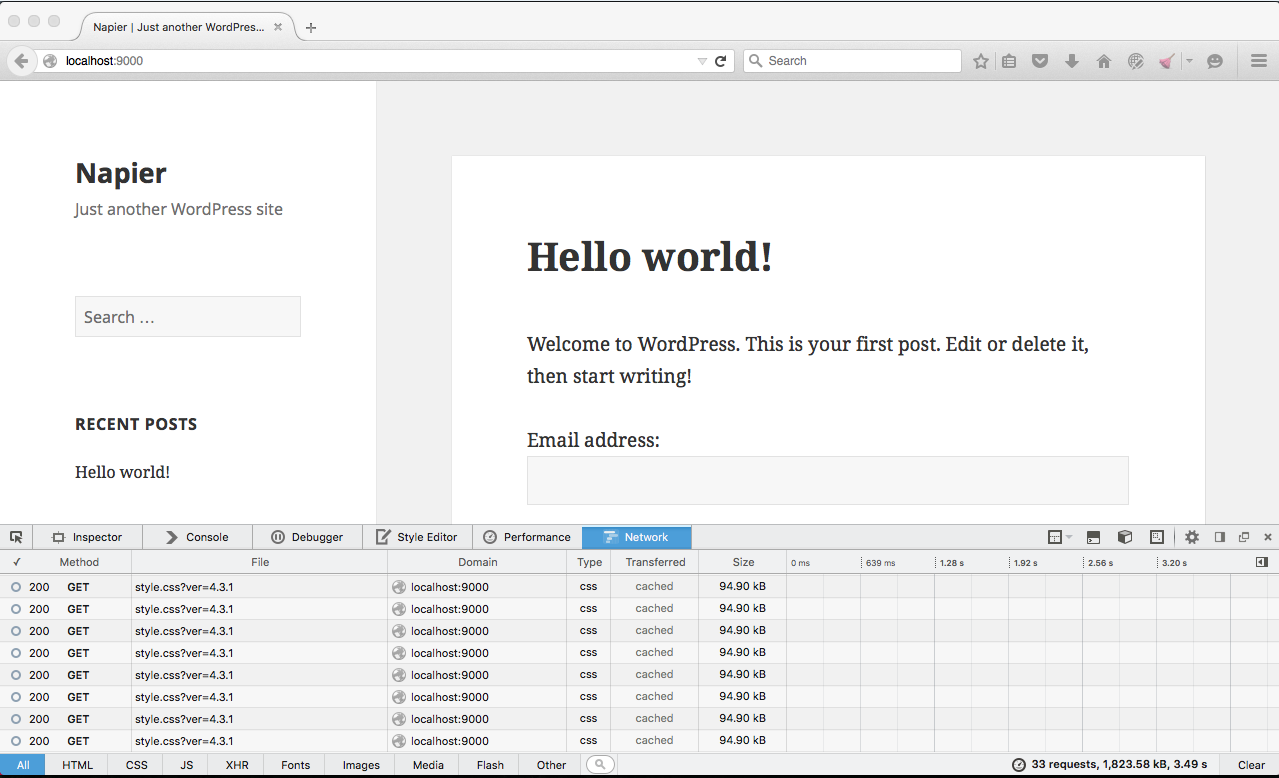 Napier | Just another WordPres...
localhost:9000
Search
Napier
Just another WordPress site
Search …
RECENT POSTS
Hello world!
Hello world!
Welcome to WordPress. This is your first post. Edit or delete it,
then start writing!
Email address:
Inspector Console Debugger Style Editor Performance Network
✓ Method File Domain Type Transferred Size 0 ms 639 ms 1.28 s 1.92 s 2.56 s 3.20 s
200 GET style.css?ver=4.3.1 localhost:9000 css cached 94.90 kB
200 GET style.css?ver=4.3.1 localhost:9000 css cached 94.90 kB
200 GET style.css?ver=4.3.1 localhost:9000 css cached 94.90 kB
200 GET style.css?ver=4.3.1 localhost:9000 css cached 94.90 kB
200 GET style.css?ver=4.3.1 localhost:9000 css cached 94.90 kB
200 GET style.css?ver=4.3.1 localhost:9000 css cached 94.90 kB
200 GET style.css?ver=4.3.1 localhost:9000 css cached 94.90 kB
200 GET style.css?ver=4.3.1 localhost:9000 css cached 94.90 kB
All HTML CSS JS XHR Fonts Images Media Flash Other 33 requests, 1,823.58 kB, 3.49 s Clear